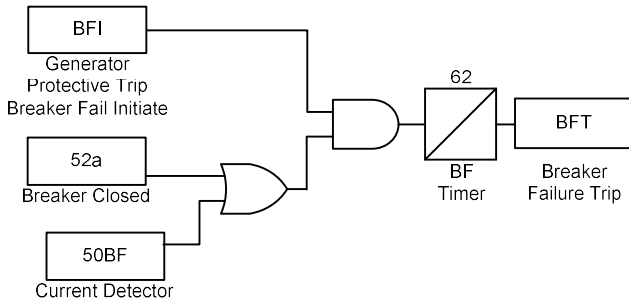 BFI
Generator
Protective Trip
Breaker Fail Initiate
52a
Breaker Closed
50BF
Current Detector
62
BF
Timer
BFT
Breaker
Failure Trip